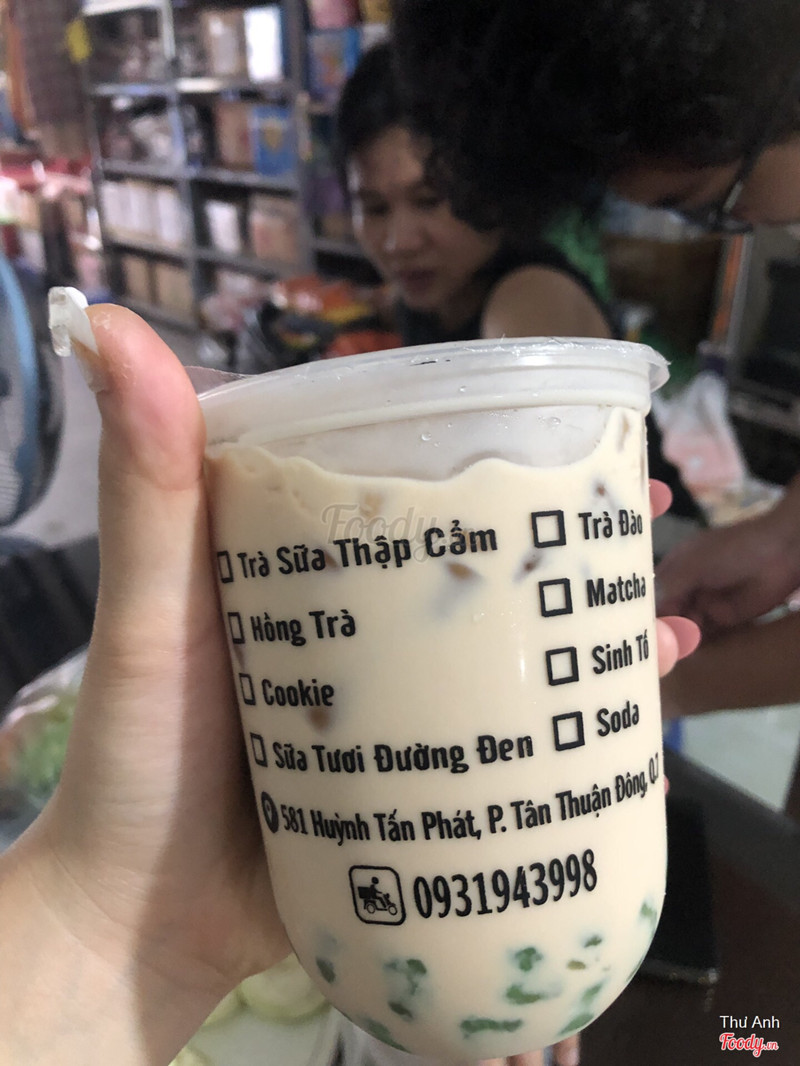 Foody.vn
Trà Sữa Thập Cẩm
Trà Đào
Hồng Trà
Matcha
Cookie
Sinh Tố
Sữa Tươi Đường Đen
Soda
581 Huỳnh Tấn Phát, P. Tân Thuận Đông, Q.7
0931943998
Thư Anh
Foody.vn